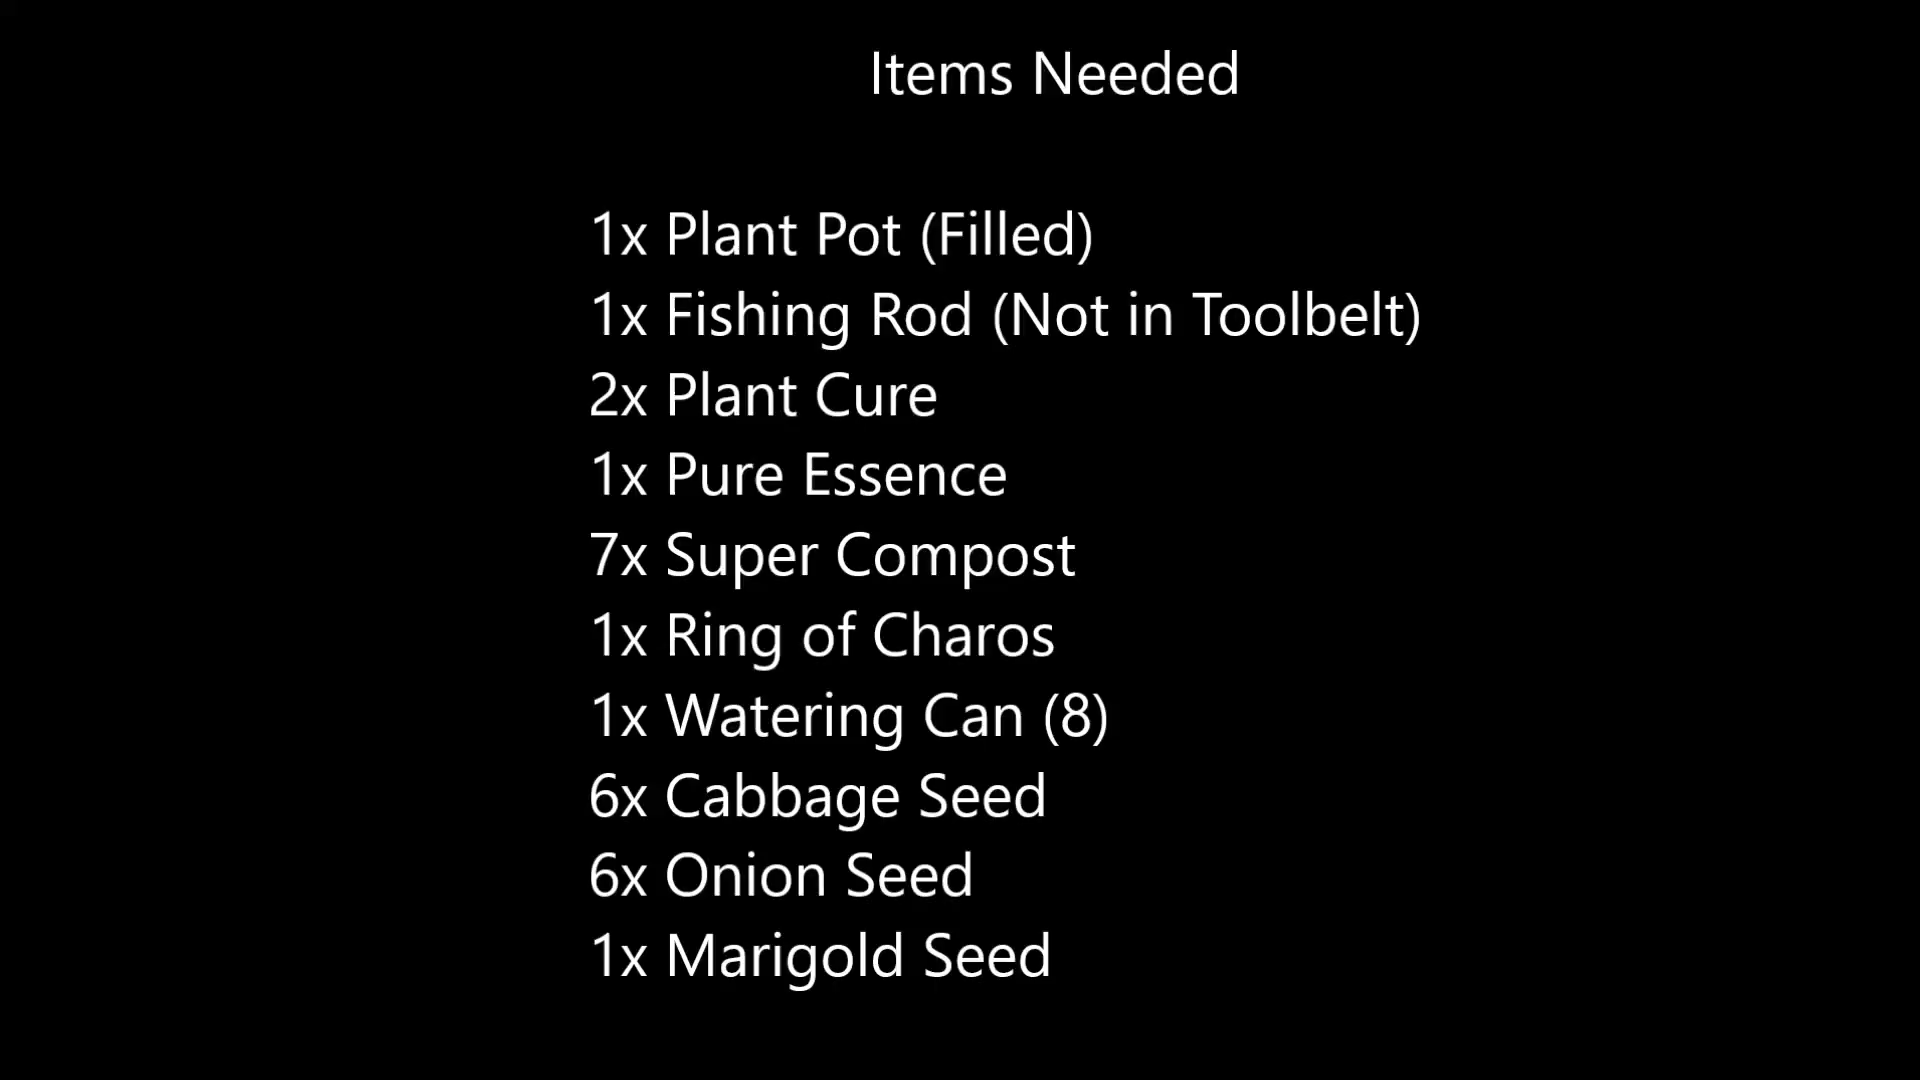 Items Needed
1x Plant Pot (Filled)
1x Fishing Rod (Not in Toolbelt)
2x Plant Cure
1x Pure Essence
7x Super Compost
1x Ring of Charos
1x Watering Can (8)
6x Cabbage Seed
6x Onion Seed
1x Marigold Seed